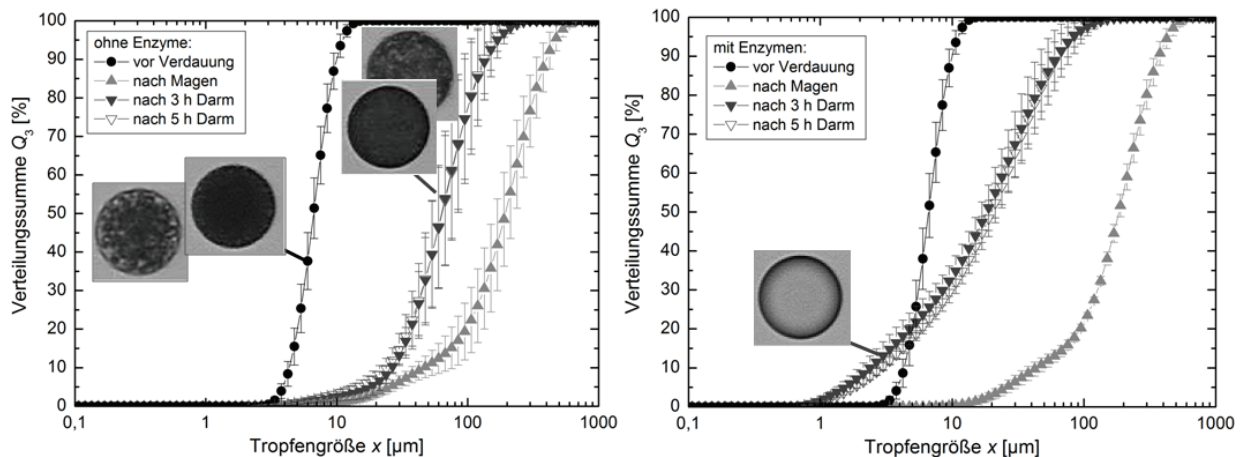 100
90
80
70
60
50
40
30
20
10
0
Verteilungssumme Q3 [%]
ohne Enzyme:
vor Verdauung
nach Magen
nach 3 h Darm
nach 5 h Darm
0,1 1 10 100 1000
Tropfengröße x [µm]
100
90
80
70
60
50
40
30
20
10
0
Verteilungssumme Q3 [%]
mit Enzymen:
vor Verdauung
nach Magen
nach 3 h Darm
nach 5 h Darm
0,1 1 10 100 1000
Tropfengröße x [µm]